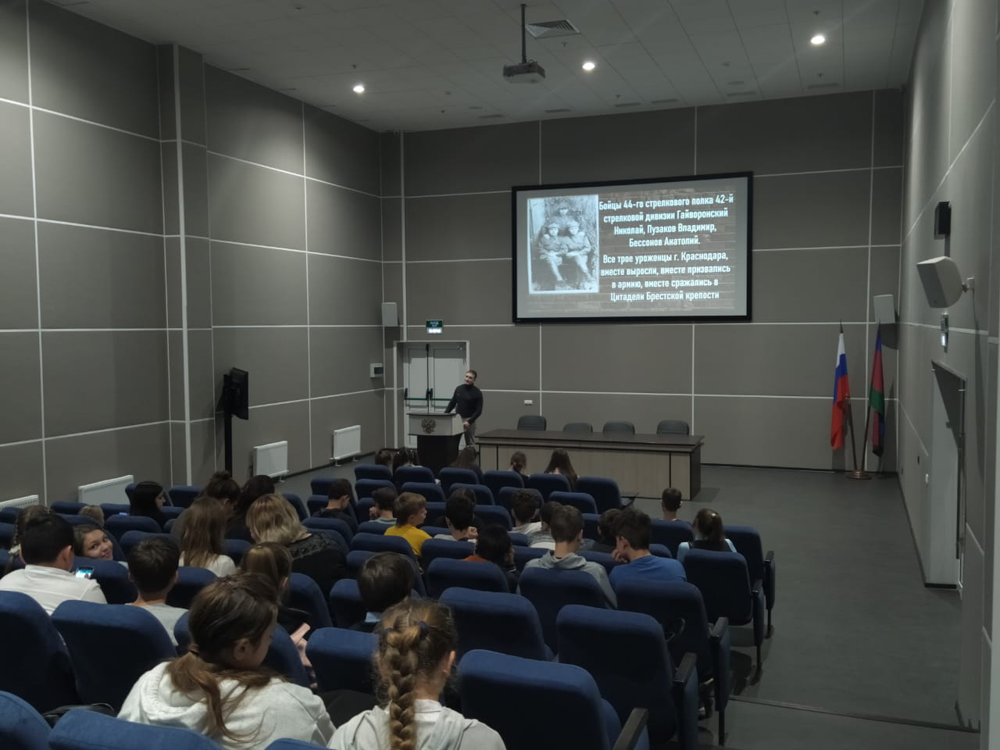 Бойцы 44-го стрелкового полка 42-й
стрелковой дивизии Гайворонский
Николай, Пузаков Владимир,
Бессонов Анатолий.
Все трое уроженцы г. Краснодара,
вместе выросли, вместе призвались
в армию, вместе сражались в
Цитадели Брестской крепости